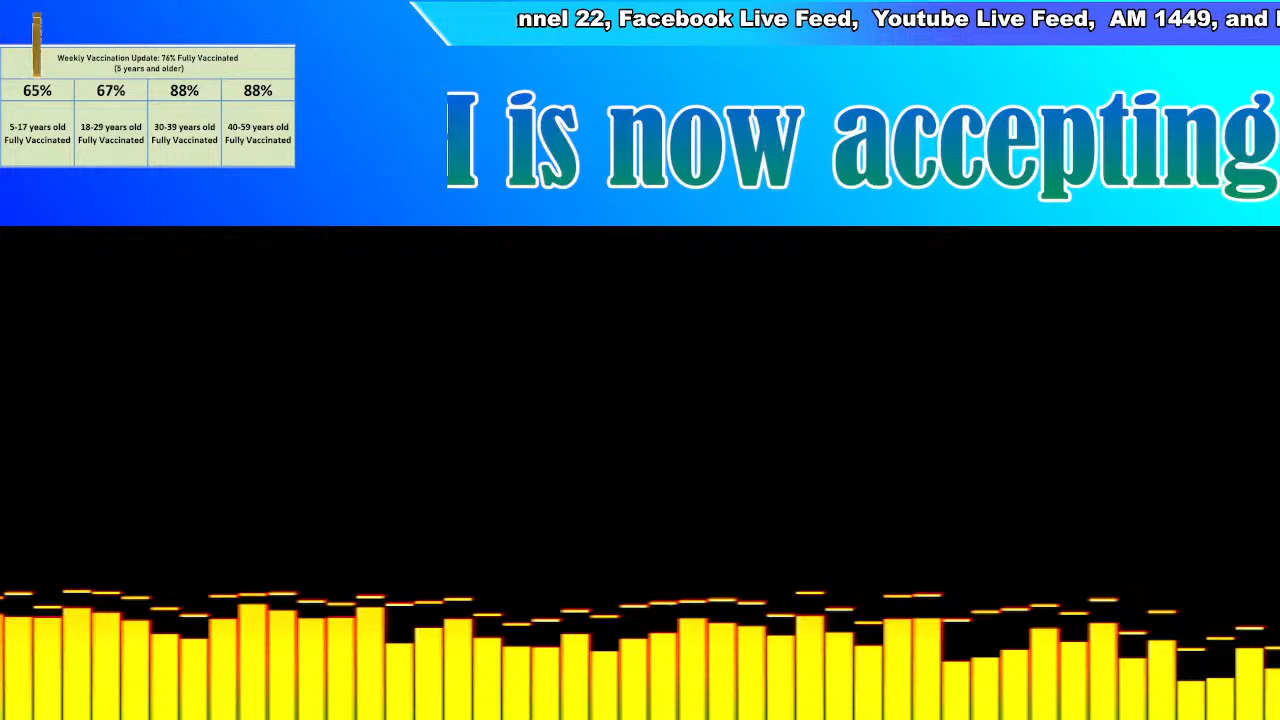 nnel 22, Facebook Live Feed, Youtube Live Feed, AM 1449, and
Weekly Vaccination Update: 76% Fully Vaccinated
(5 years and older)
65% 67% 88% 88%
5-17 years old 18-29 years old 30-39 years old 40-59 years old
Fully Vaccinated Fully Vaccinated Fully Vaccinated Fully Vaccinated
I is now accepting